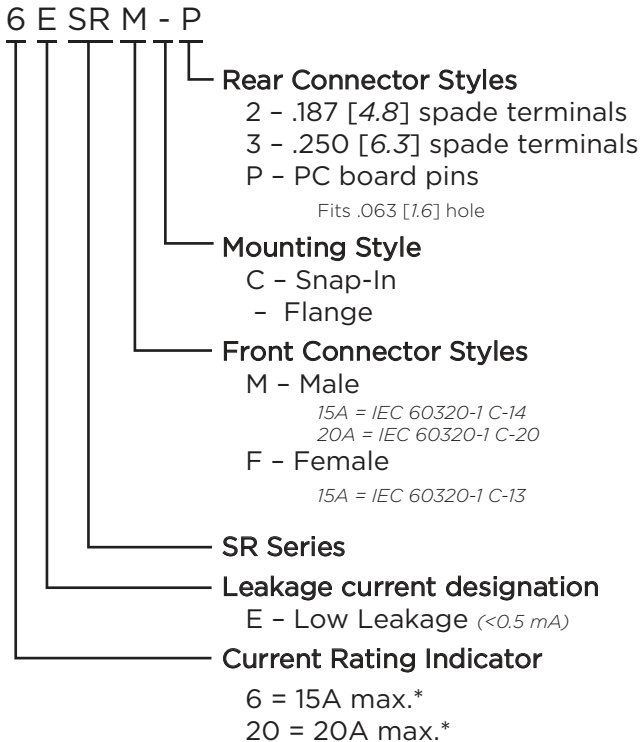 6 E SR M - P
Rear Connector Styles
2 – .187 [4.8] spade terminals
3 – .250 [6.3] spade terminals
P – PC board pins
Fits .063 [1.6] hole
Mounting Style
C – Snap-In
– Flange
Front Connector Styles
M – Male
15A = IEC 60320-1 C-14
20A = IEC 60320-1 C-20
F – Female
15A = IEC 60320-1 C-13
SR Series
Leakage current designation
E – Low Leakage (<0.5 mA)
Current Rating Indicator
6 = 15A max.*
20 = 20A max.*